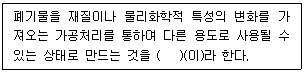 폐기물을 재질이나 물리화학적 특성의 변화를 가
져오는 가공처리를 통하여 다른 용도로 사용될 수
있는 상태로 만드는 것을 (   )(이)라 한다.